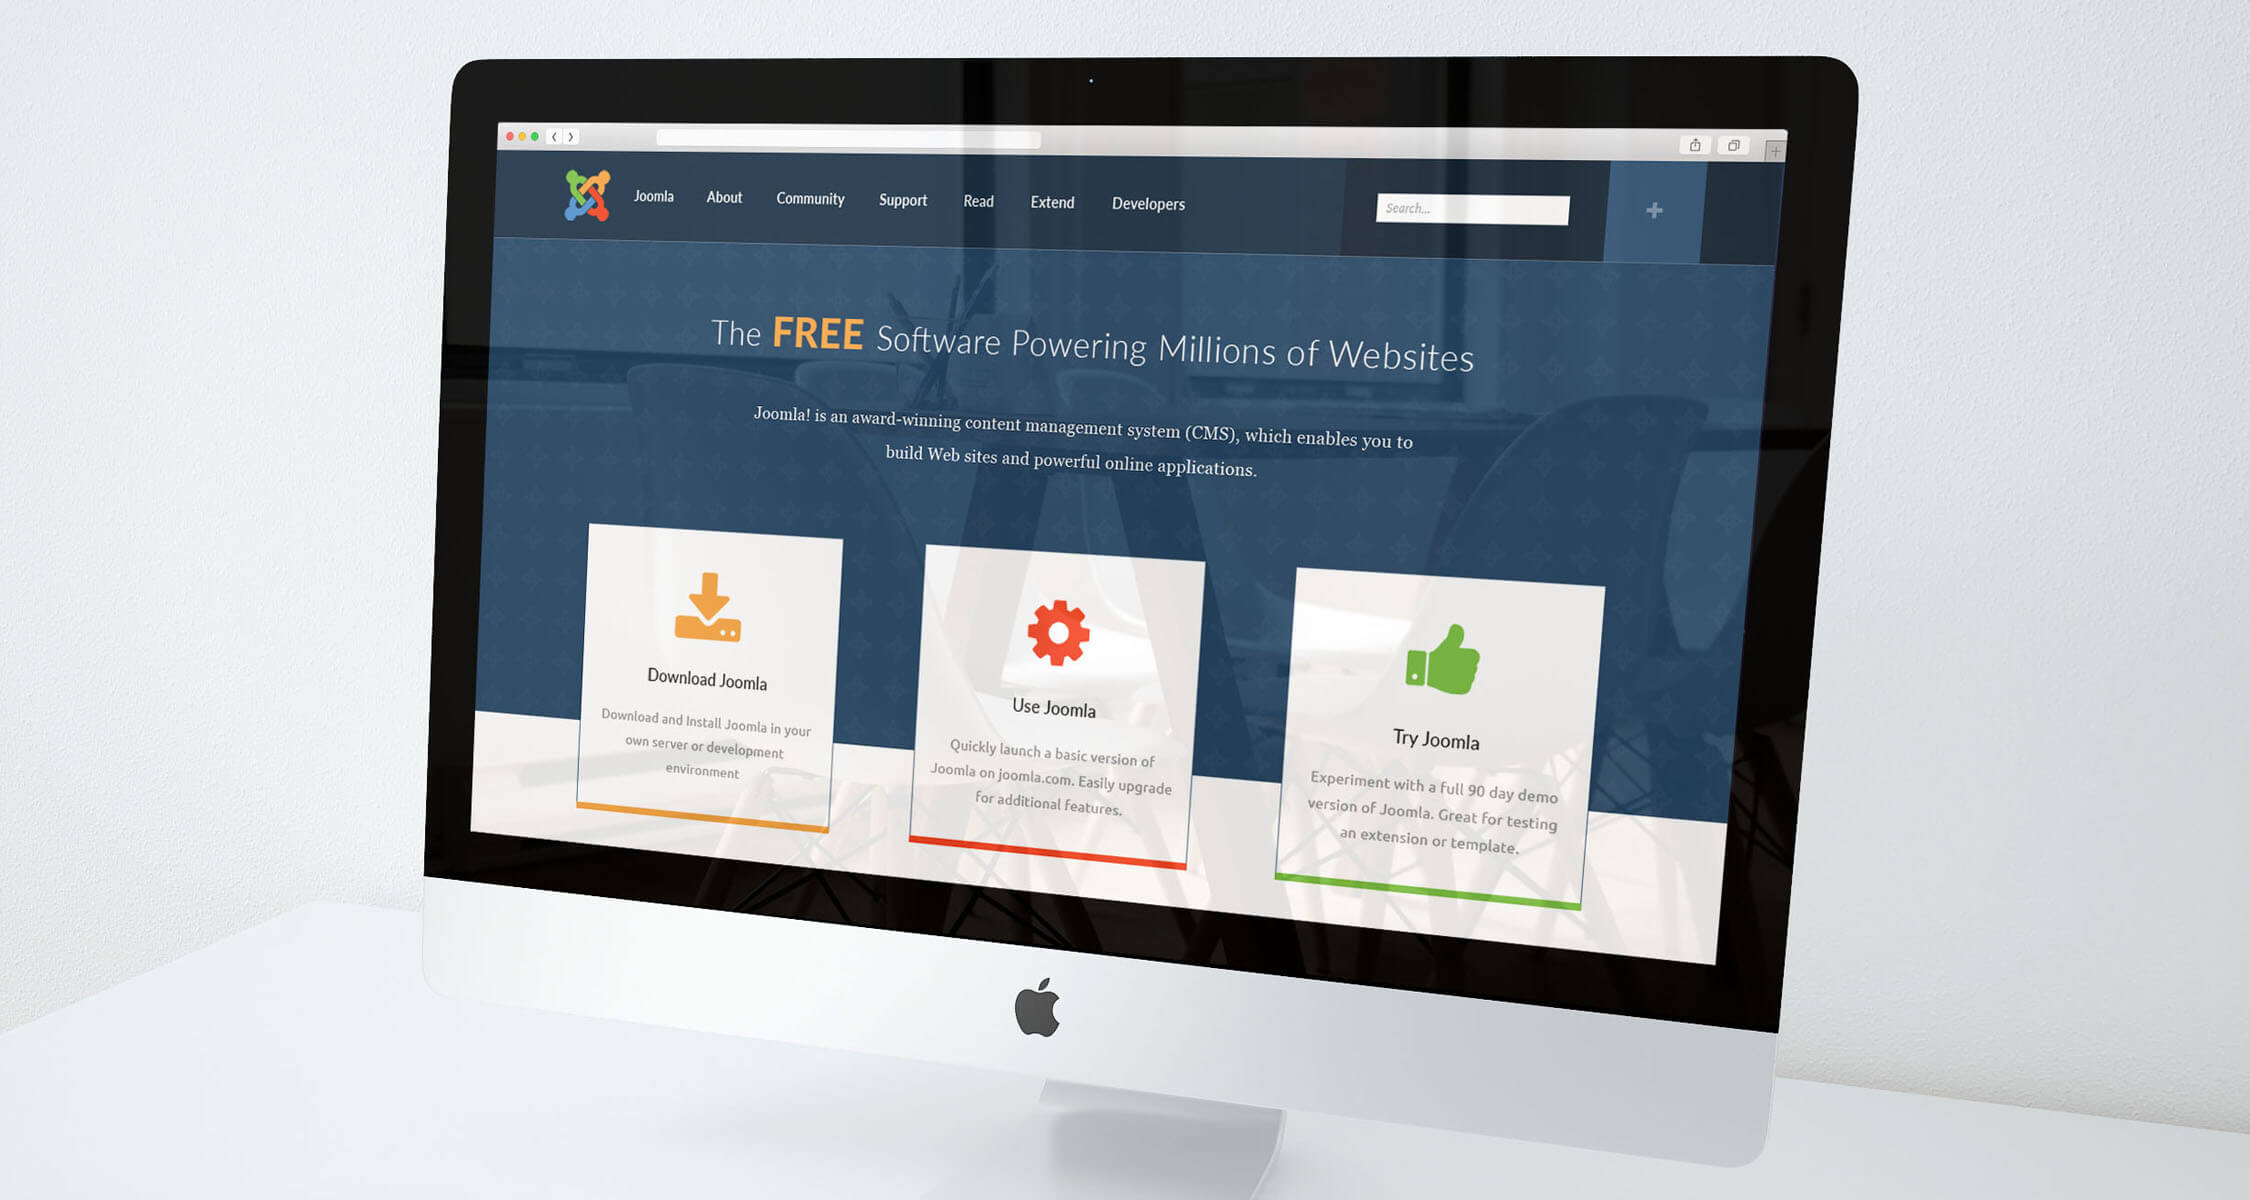 Joomla About Community Support Read Extend Developers Search...
The FREE Software Powering Millions of Websites
Joomla! is an award-winning content management system (CMS), which enables you to
build Web sites and powerful online applications.
Download Joomla
Download and Install Joomla in your
own server or development
environment
Use Joomla
Quickly launch a basic version of
Joomla on joomla.com. Easily upgrade
for additional features.
Try Joomla
Experiment with a full 90 day demo
version of Joomla. Great for testing
an extension or template.